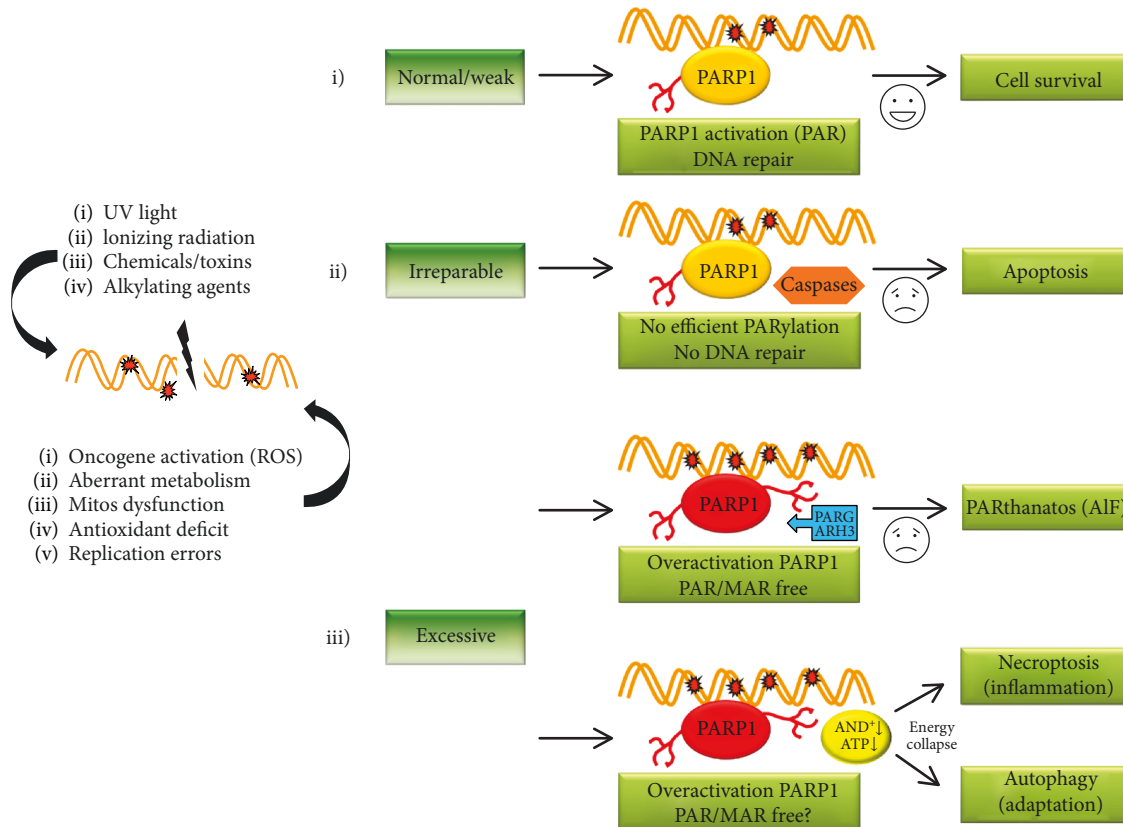 (i) UV light
(ii) Ionizing radiation
(iii) Chemicals/toxins
(iv) Alkylating agents
(i) Oncogene activation (ROS)
(ii) Aberrant metabolism
(iii) Mitos dysfunction
(iv) Antioxidant deficit
(v) Replication errors
i)
Normal/weak
PARP1
PARP1 activation (PAR)
DNA repair
Cell survival
ii)
Irreparable
PARP1
Caspases
No efficient PARylation
No DNA repair
Apoptosis
iii)
Excessive
PARP1
PARG
ARH3
Overactivation PARP1
PAR/MAR free
PARthanatos (AIF)
PARP1
AND+↓
ATP↓
Energy
collapse
Overactivation PARP1
PAR/MAR free?
Necroptosis
(inflammation)
Autophagy
(adaptation)